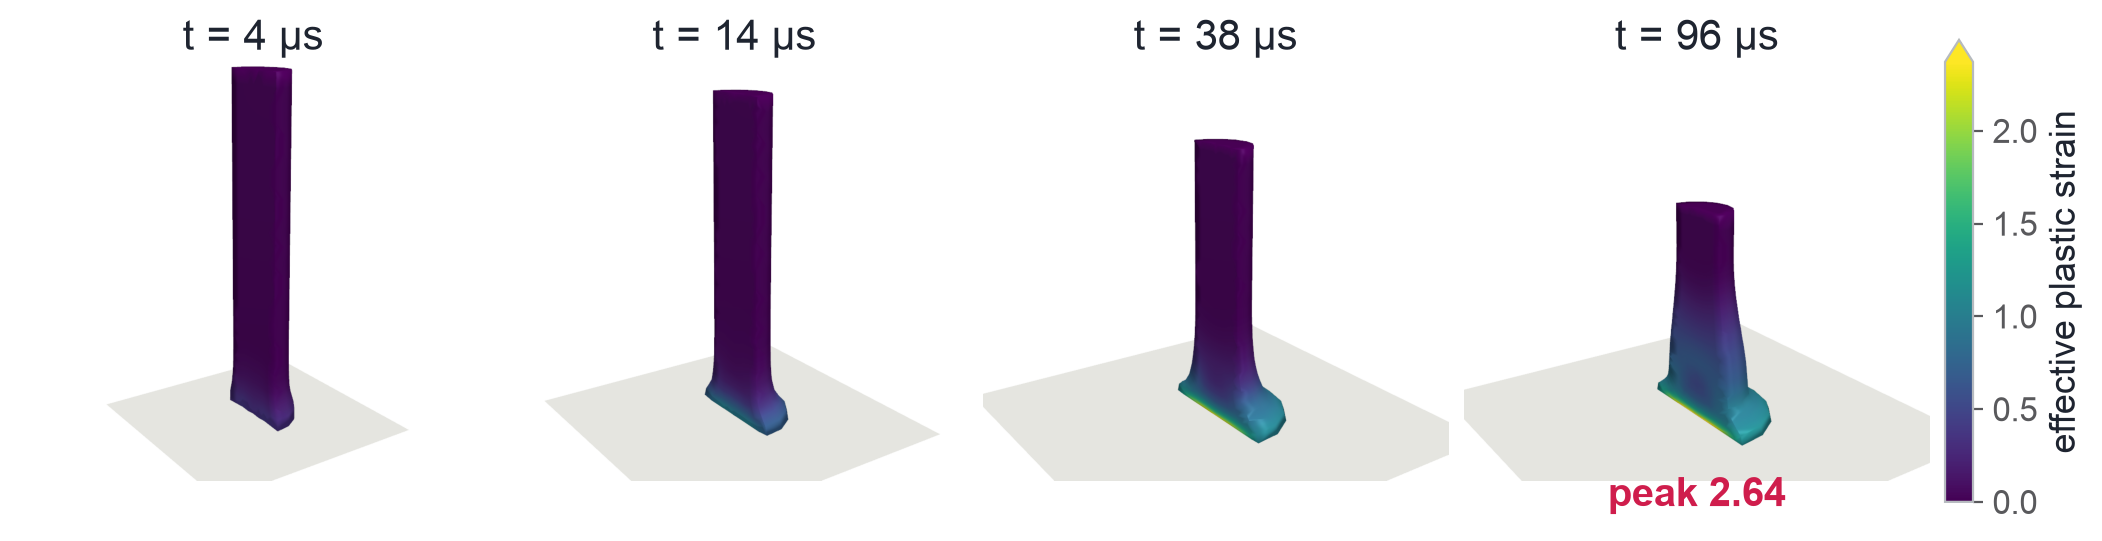 t = 4 µs
t = 14 µs
t = 38 µs
t = 96 µs
peak 2.64
2.0
1.5
1.0
0.5
0.0
effective plastic strain